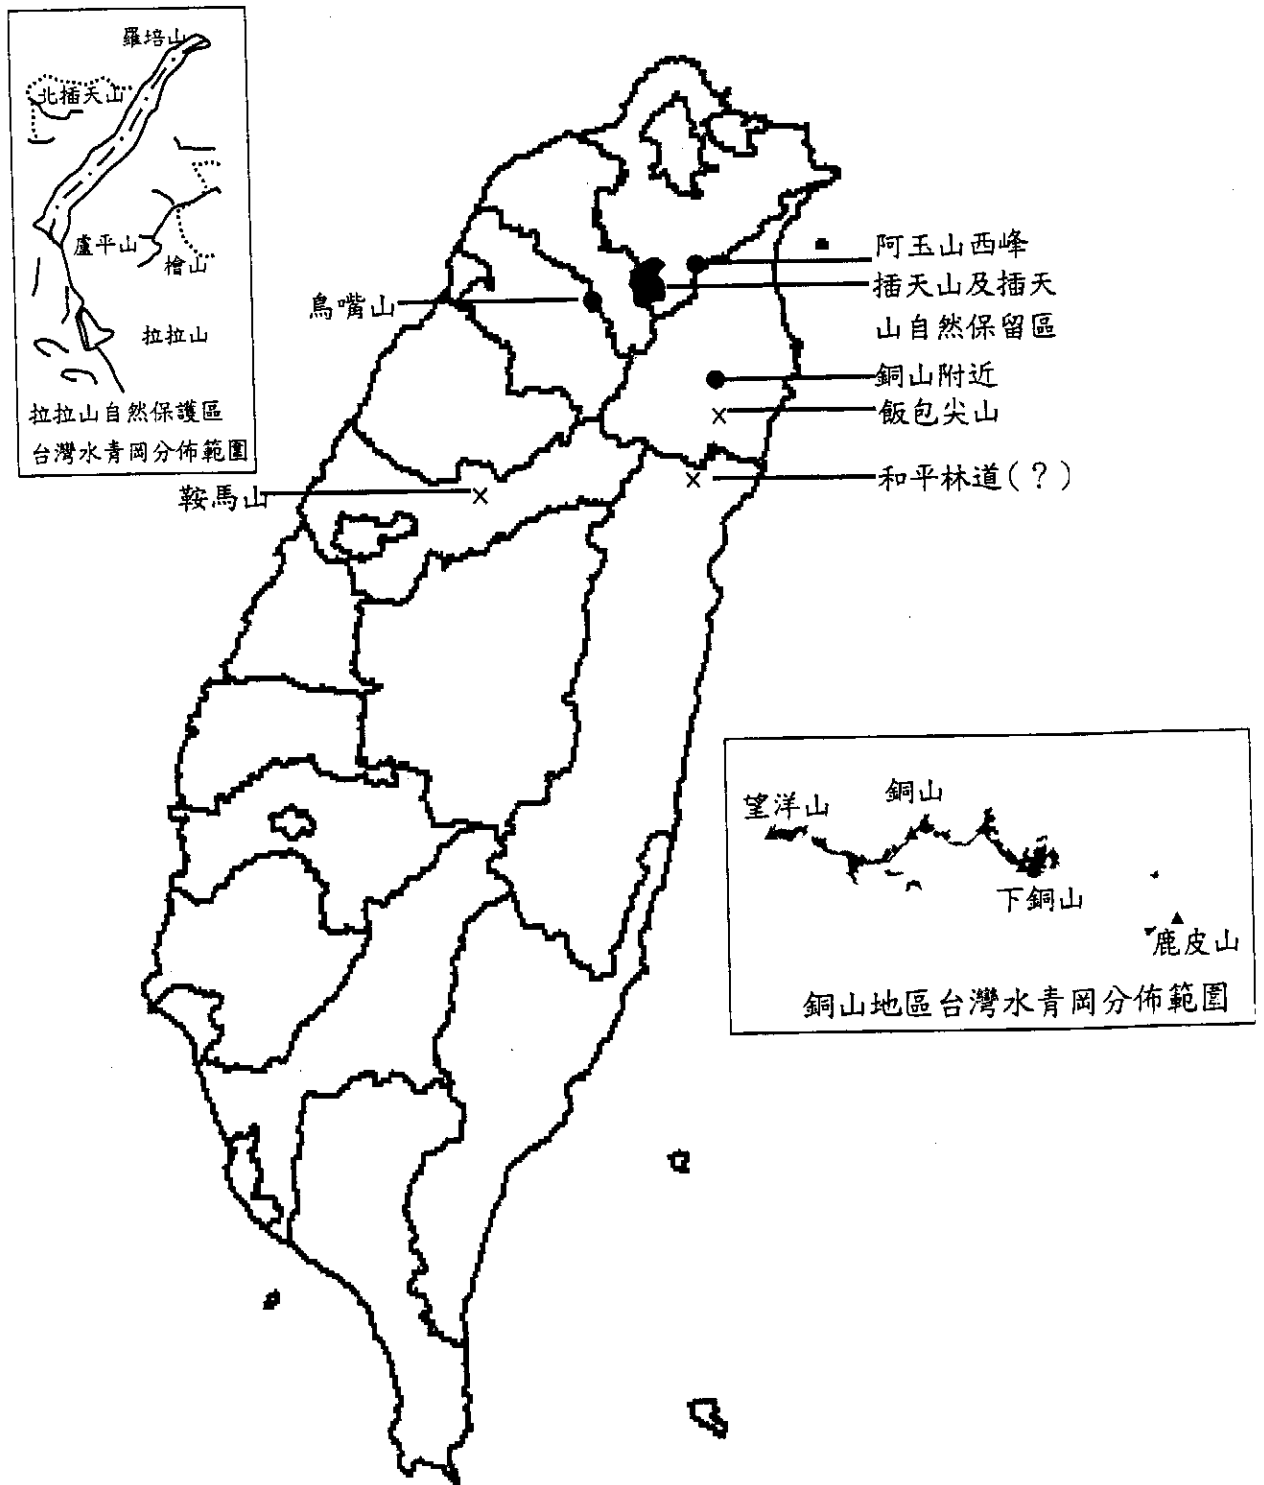 羅培山
北插天山
盧平山
檜山
拉拉山
拉拉山自然保護區
台灣水青岡分佈範圍
阿玉山西峰
插天山及插天
山自然保留區
鳥嘴山
銅山附近
飯包尖山
和平林道(?)
鞍馬山
望洋山
銅山
下銅山
鹿皮山
銅山地區台灣水青岡分佈範圍